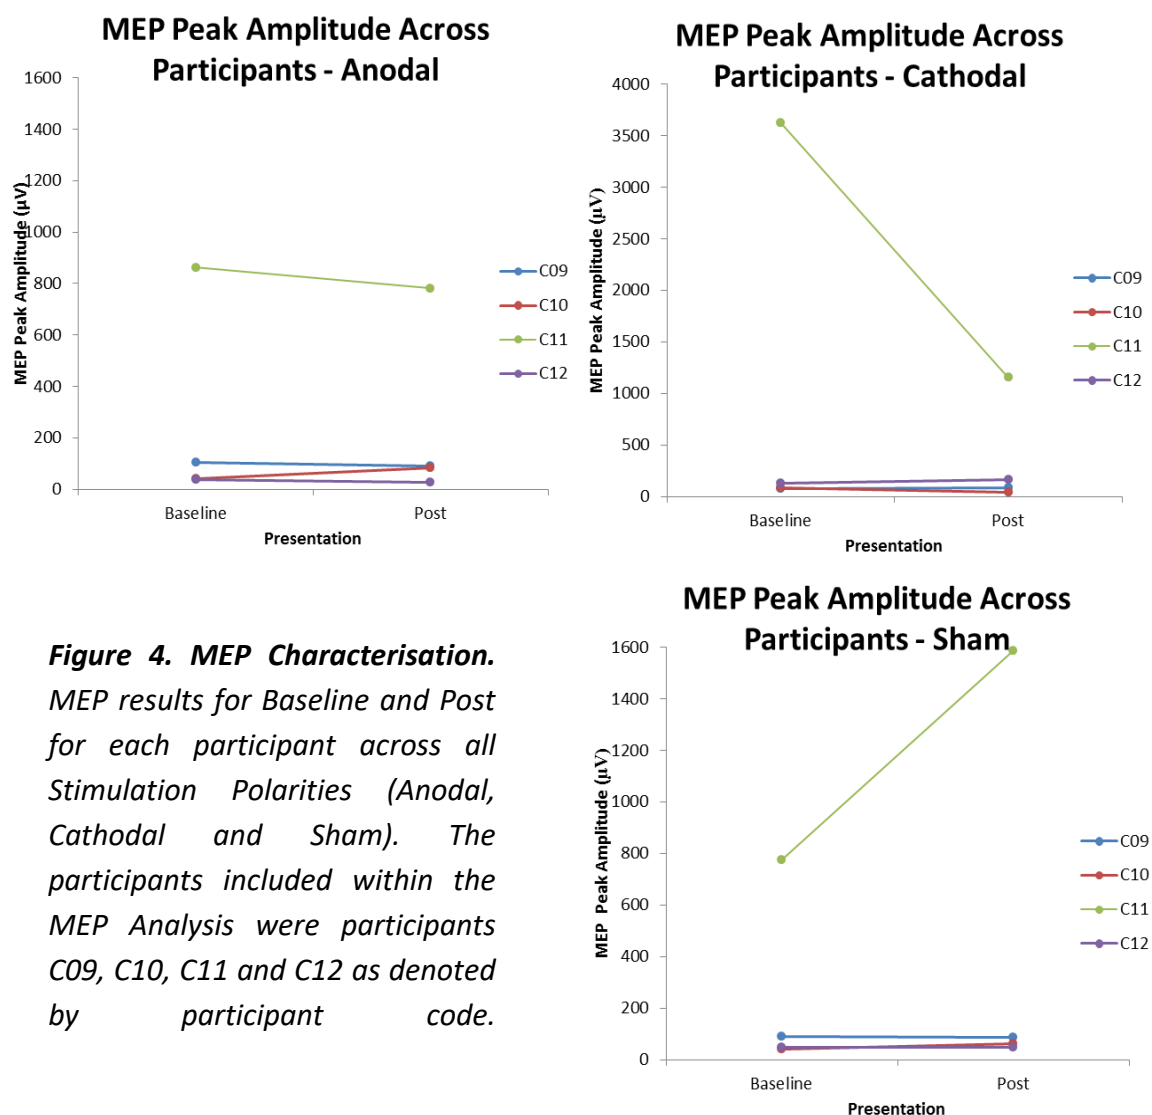 MEP Peak Amplitude Across
Participants - Anodal
1600
1400
1200
1000
800
600
400
200
0
MEP Peak Amplitude (µV)
Baseline
Post
Presentation
C09
C10
C11
C12
MEP Peak Amplitude Across
Participants - Cathodal
4000
3500
3000
2500
2000
1500
1000
500
0
MEP Peak Amplitude (µV)
Baseline
Post
Presentation
C09
C10
C11
C12
Figure 4. MEP Characterisation.
MEP results for Baseline and Post
for each participant across all
Stimulation Polarities (Anodal,
Cathodal and Sham). The
participants included within the
MEP Analysis were participants
C09, C10, C11 and C12 as denoted
by participant code.
MEP Peak Amplitude Across
Participants - Sham
1600
1400
1200
1000
800
600
400
200
0
MEP Peak Amplitude (µV)
Baseline
Post
Presentation
C09
C10
C11
C12